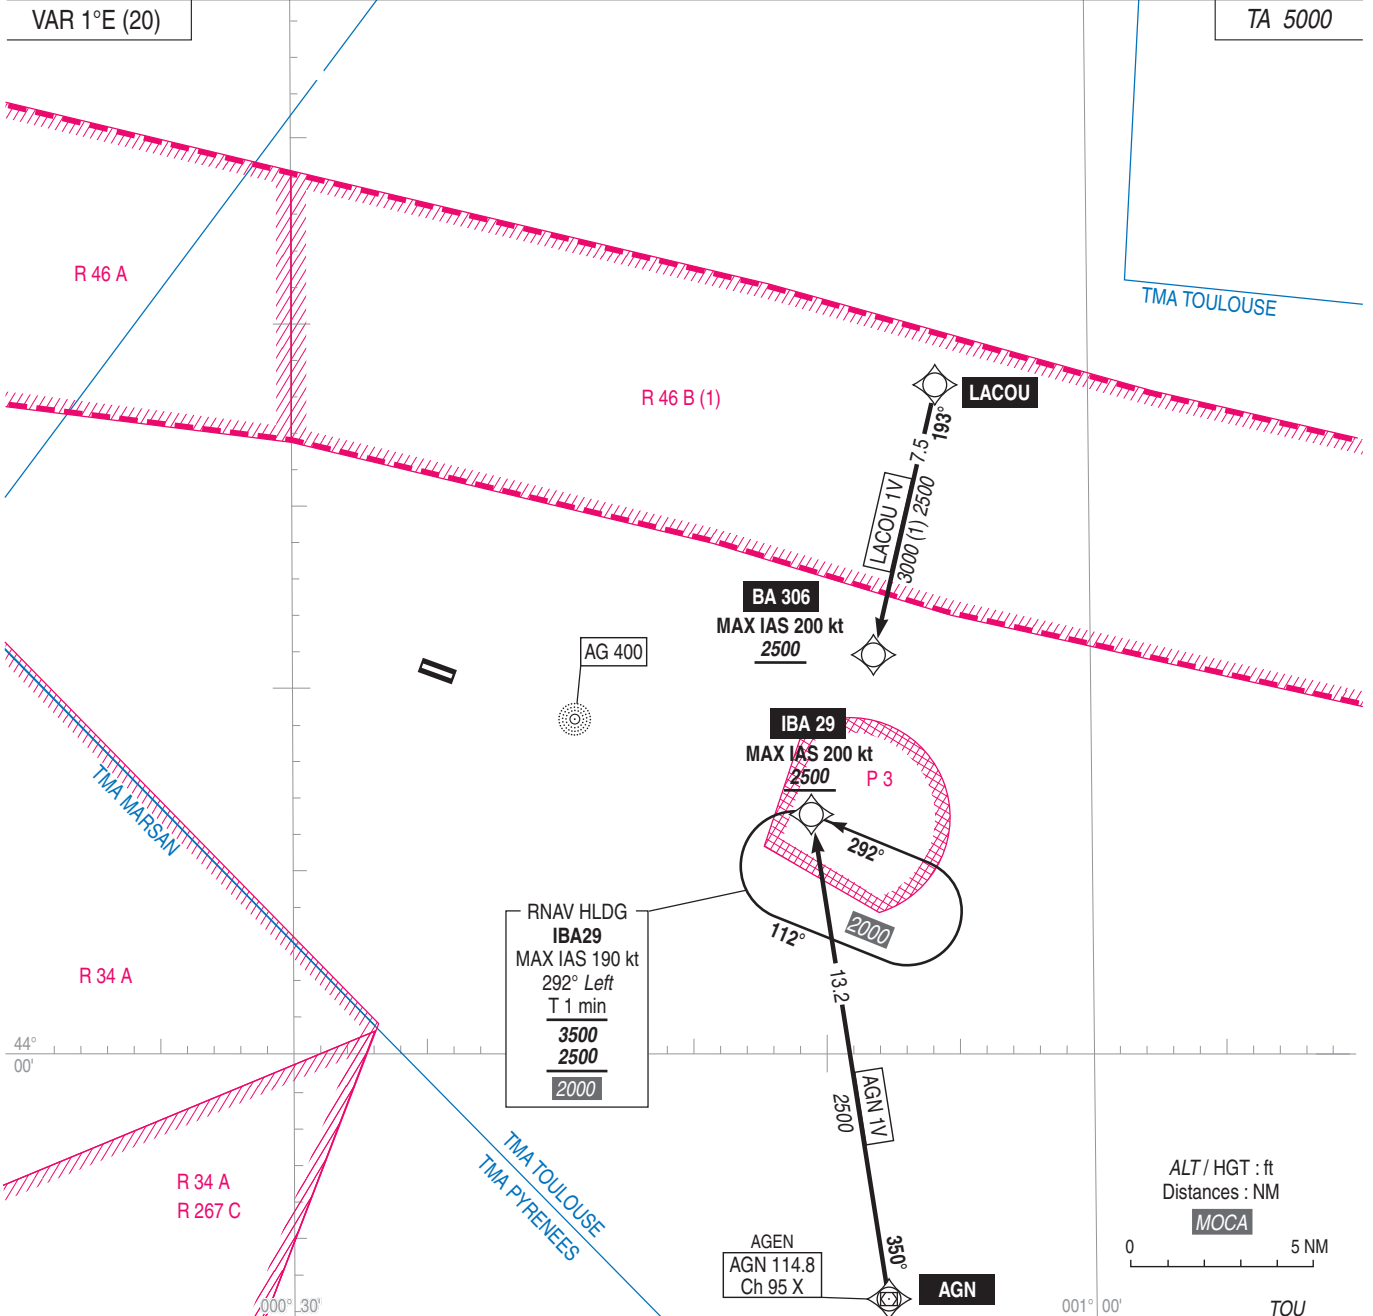 VAR 1°E (20)
TA 5000
R 46 A
TMA TOULOUSE
R 46 B (1)
LACOU
193°
7.5
LACOU 1V
3000 (1) 2500
BA 306
MAX IAS 200 kt
2500
AG 400
IBA 29
MAX IAS 200 kt
2500
P 3
TMA MARSAN
292°
112°
2000
RNAV HLDG
IBA29
MAX IAS 190 kt
292° Left
T 1 min
3500
2500
2000
13.2
R 34 A
44°
00'
AGN 1V
2500
TMA TOULOUSE
TMA PYRENEES
R 34 A
R 267 C
ALT / HGT : ft
Distances : NM
MOCA
0 5 NM
350°
AGEN
AGN 114.8
Ch 95 X
AGN
000° 30'
001° 00'
TOU